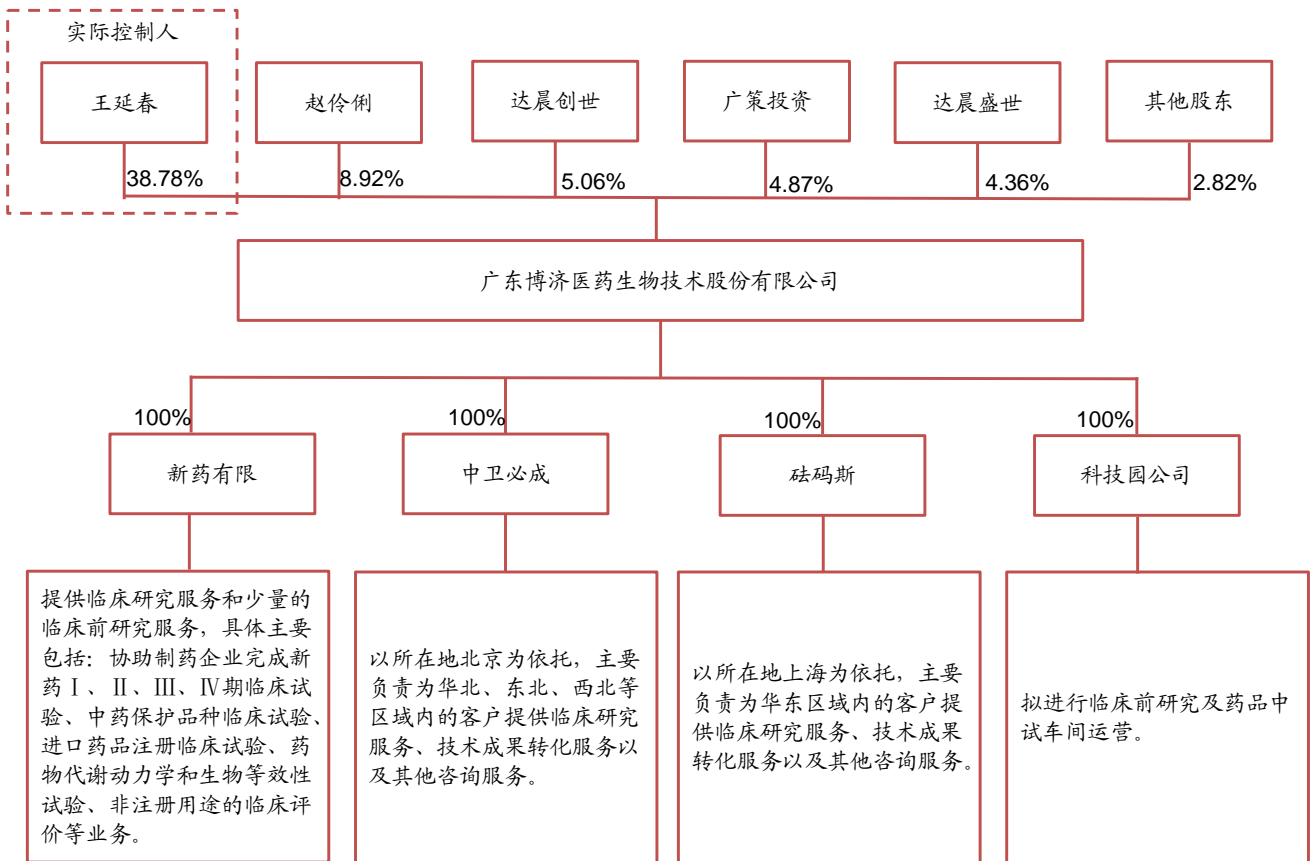 实际控制人
王延春
赵伶俐
达晨创世
广策投资
达晨盛世
其他股东
38.78%
8.92%
5.06%
4.87%
4.36%
2.82%
广东博济医药生物技术股份有限公司
100%
100%
100%
100%
新药有限
中卫必成
砝码斯
科技园公司
提供临床研究服务和少量的
临床前研究服务，具体主要
包括：协助制药企业完成新
药Ⅰ、Ⅱ、Ⅲ、Ⅳ期临床试
验、中药保护品种临床试验、
进口药品注册临床试验、药
物代谢动力学和生物等效性
试验、非注册用途的临床评
价等业务。
以所在地北京为依托，主要
负责为华北、东北、西北等
区域内的客户提供临床研究
服务、技术成果转化服务以
及其他咨询服务。
以所在地上海为依托，主要
负责为华东区域内的客户提
供临床研究服务、技术成果
转化服务以及其他咨询服务。
拟进行临床前研究及药品中
试车间运营。